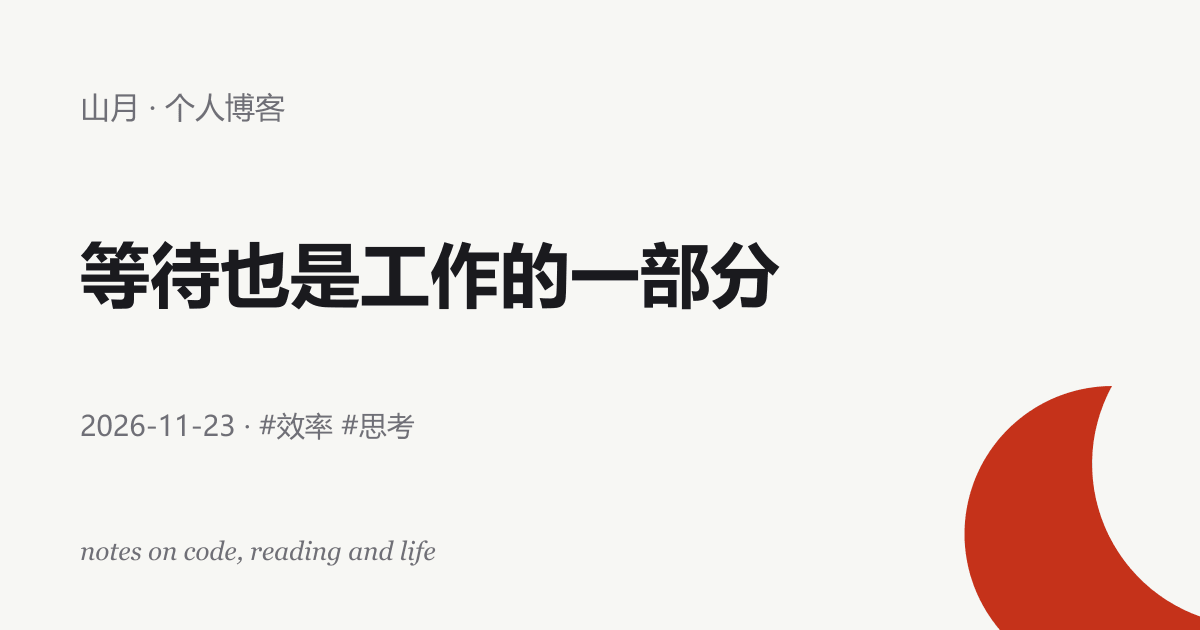 山月 · 个人博客
等待也是工作的一部分
2026-11-23 · #效率 #思考
notes on code, reading and life